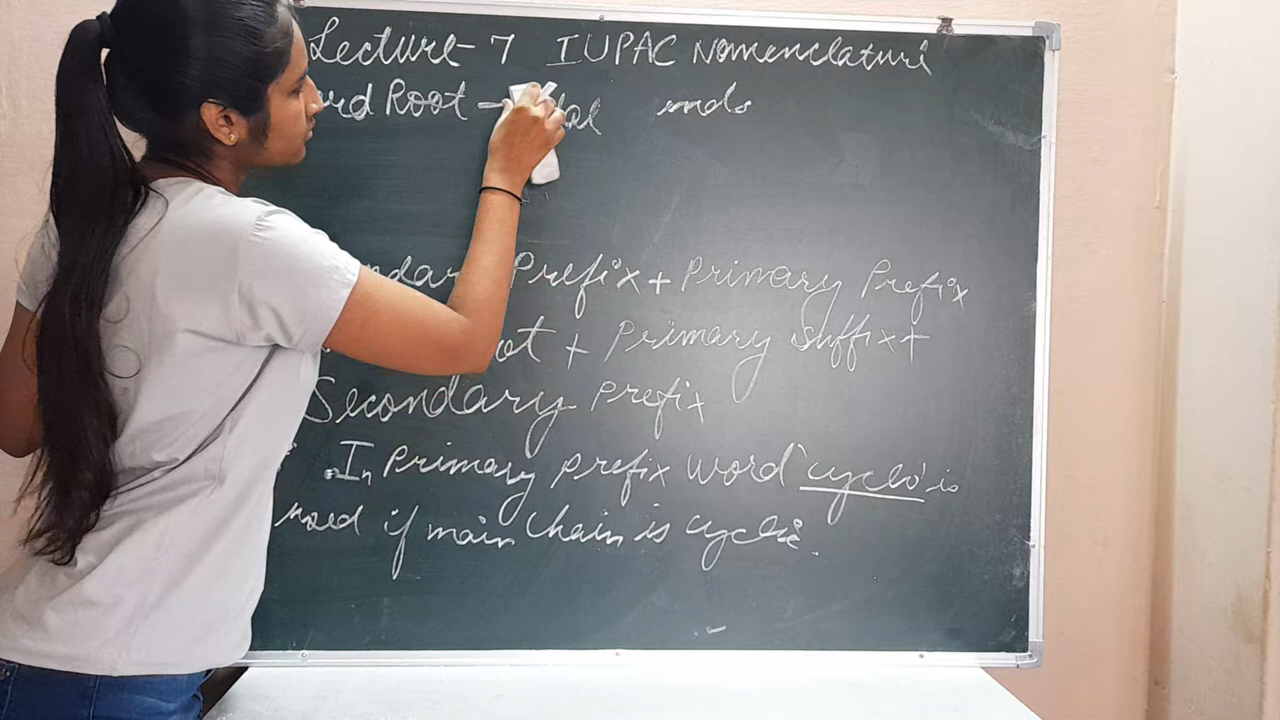 Lecture- 7 IUPAC Nomenclature
Root —
Prefix + Primary Prefix
+ Primary suffix +
Secondary Prefix
In Primary prefix word 'cyclo' is
used if main chain is cyclic.